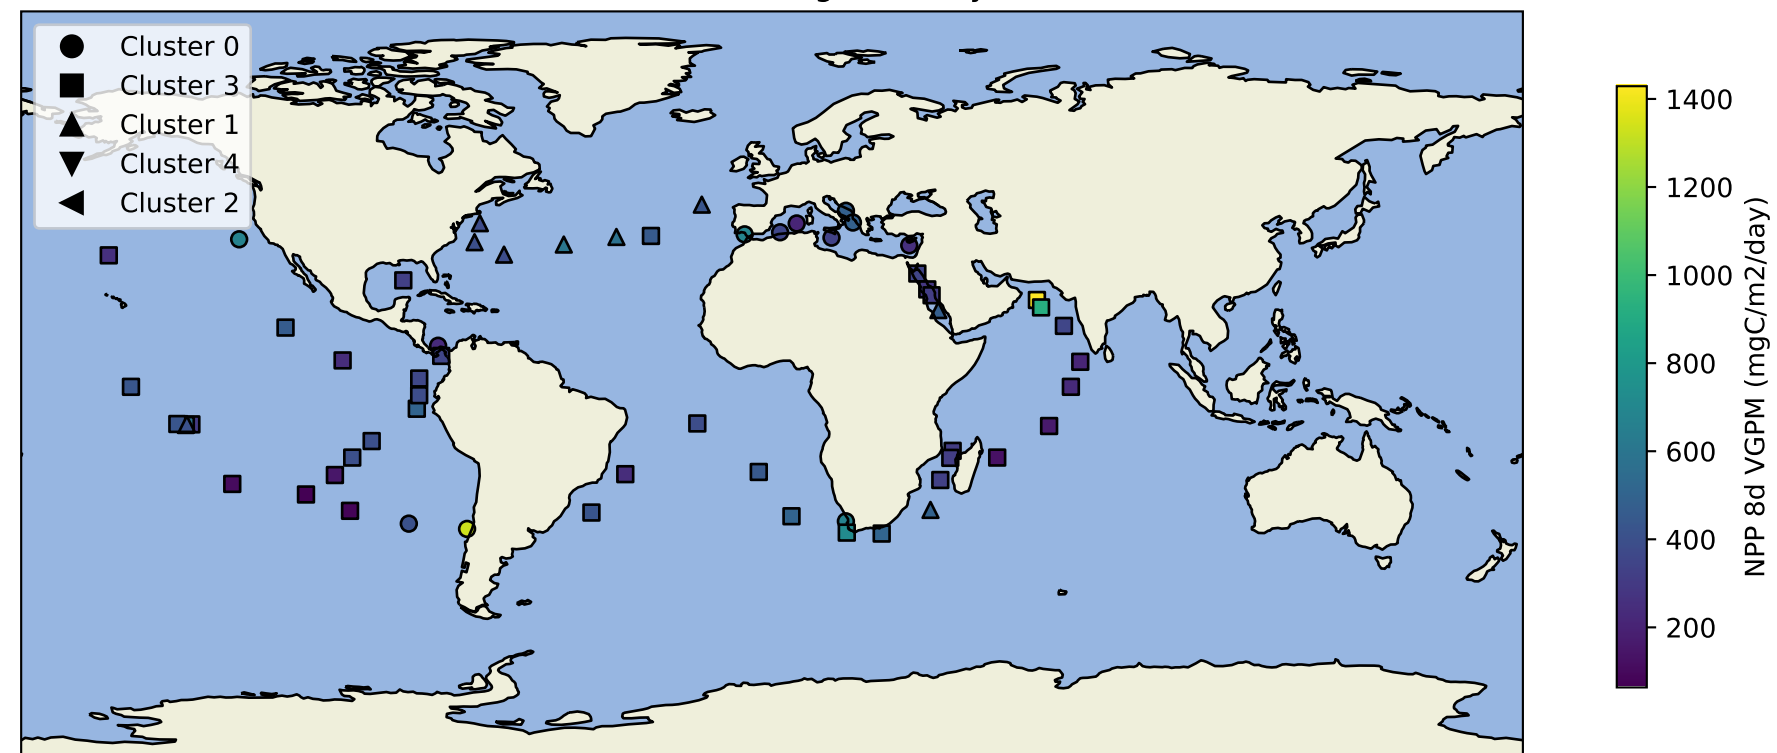 Cluster 0
Cluster 3
Cluster 1
Cluster 4
Cluster 2
1400
1200
1000
800
600
400
200
NPP 8d VGPM (mgC/m2/day)